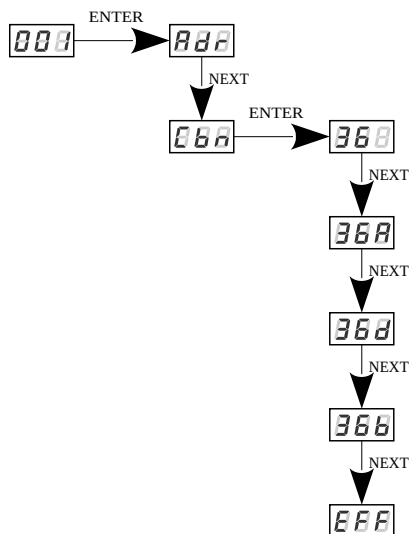 ENTER
001
Adr
NEXT
Cbn
ENTER
36
NEXT
36A
NEXT
36d
NEXT
36b
NEXT
EFF